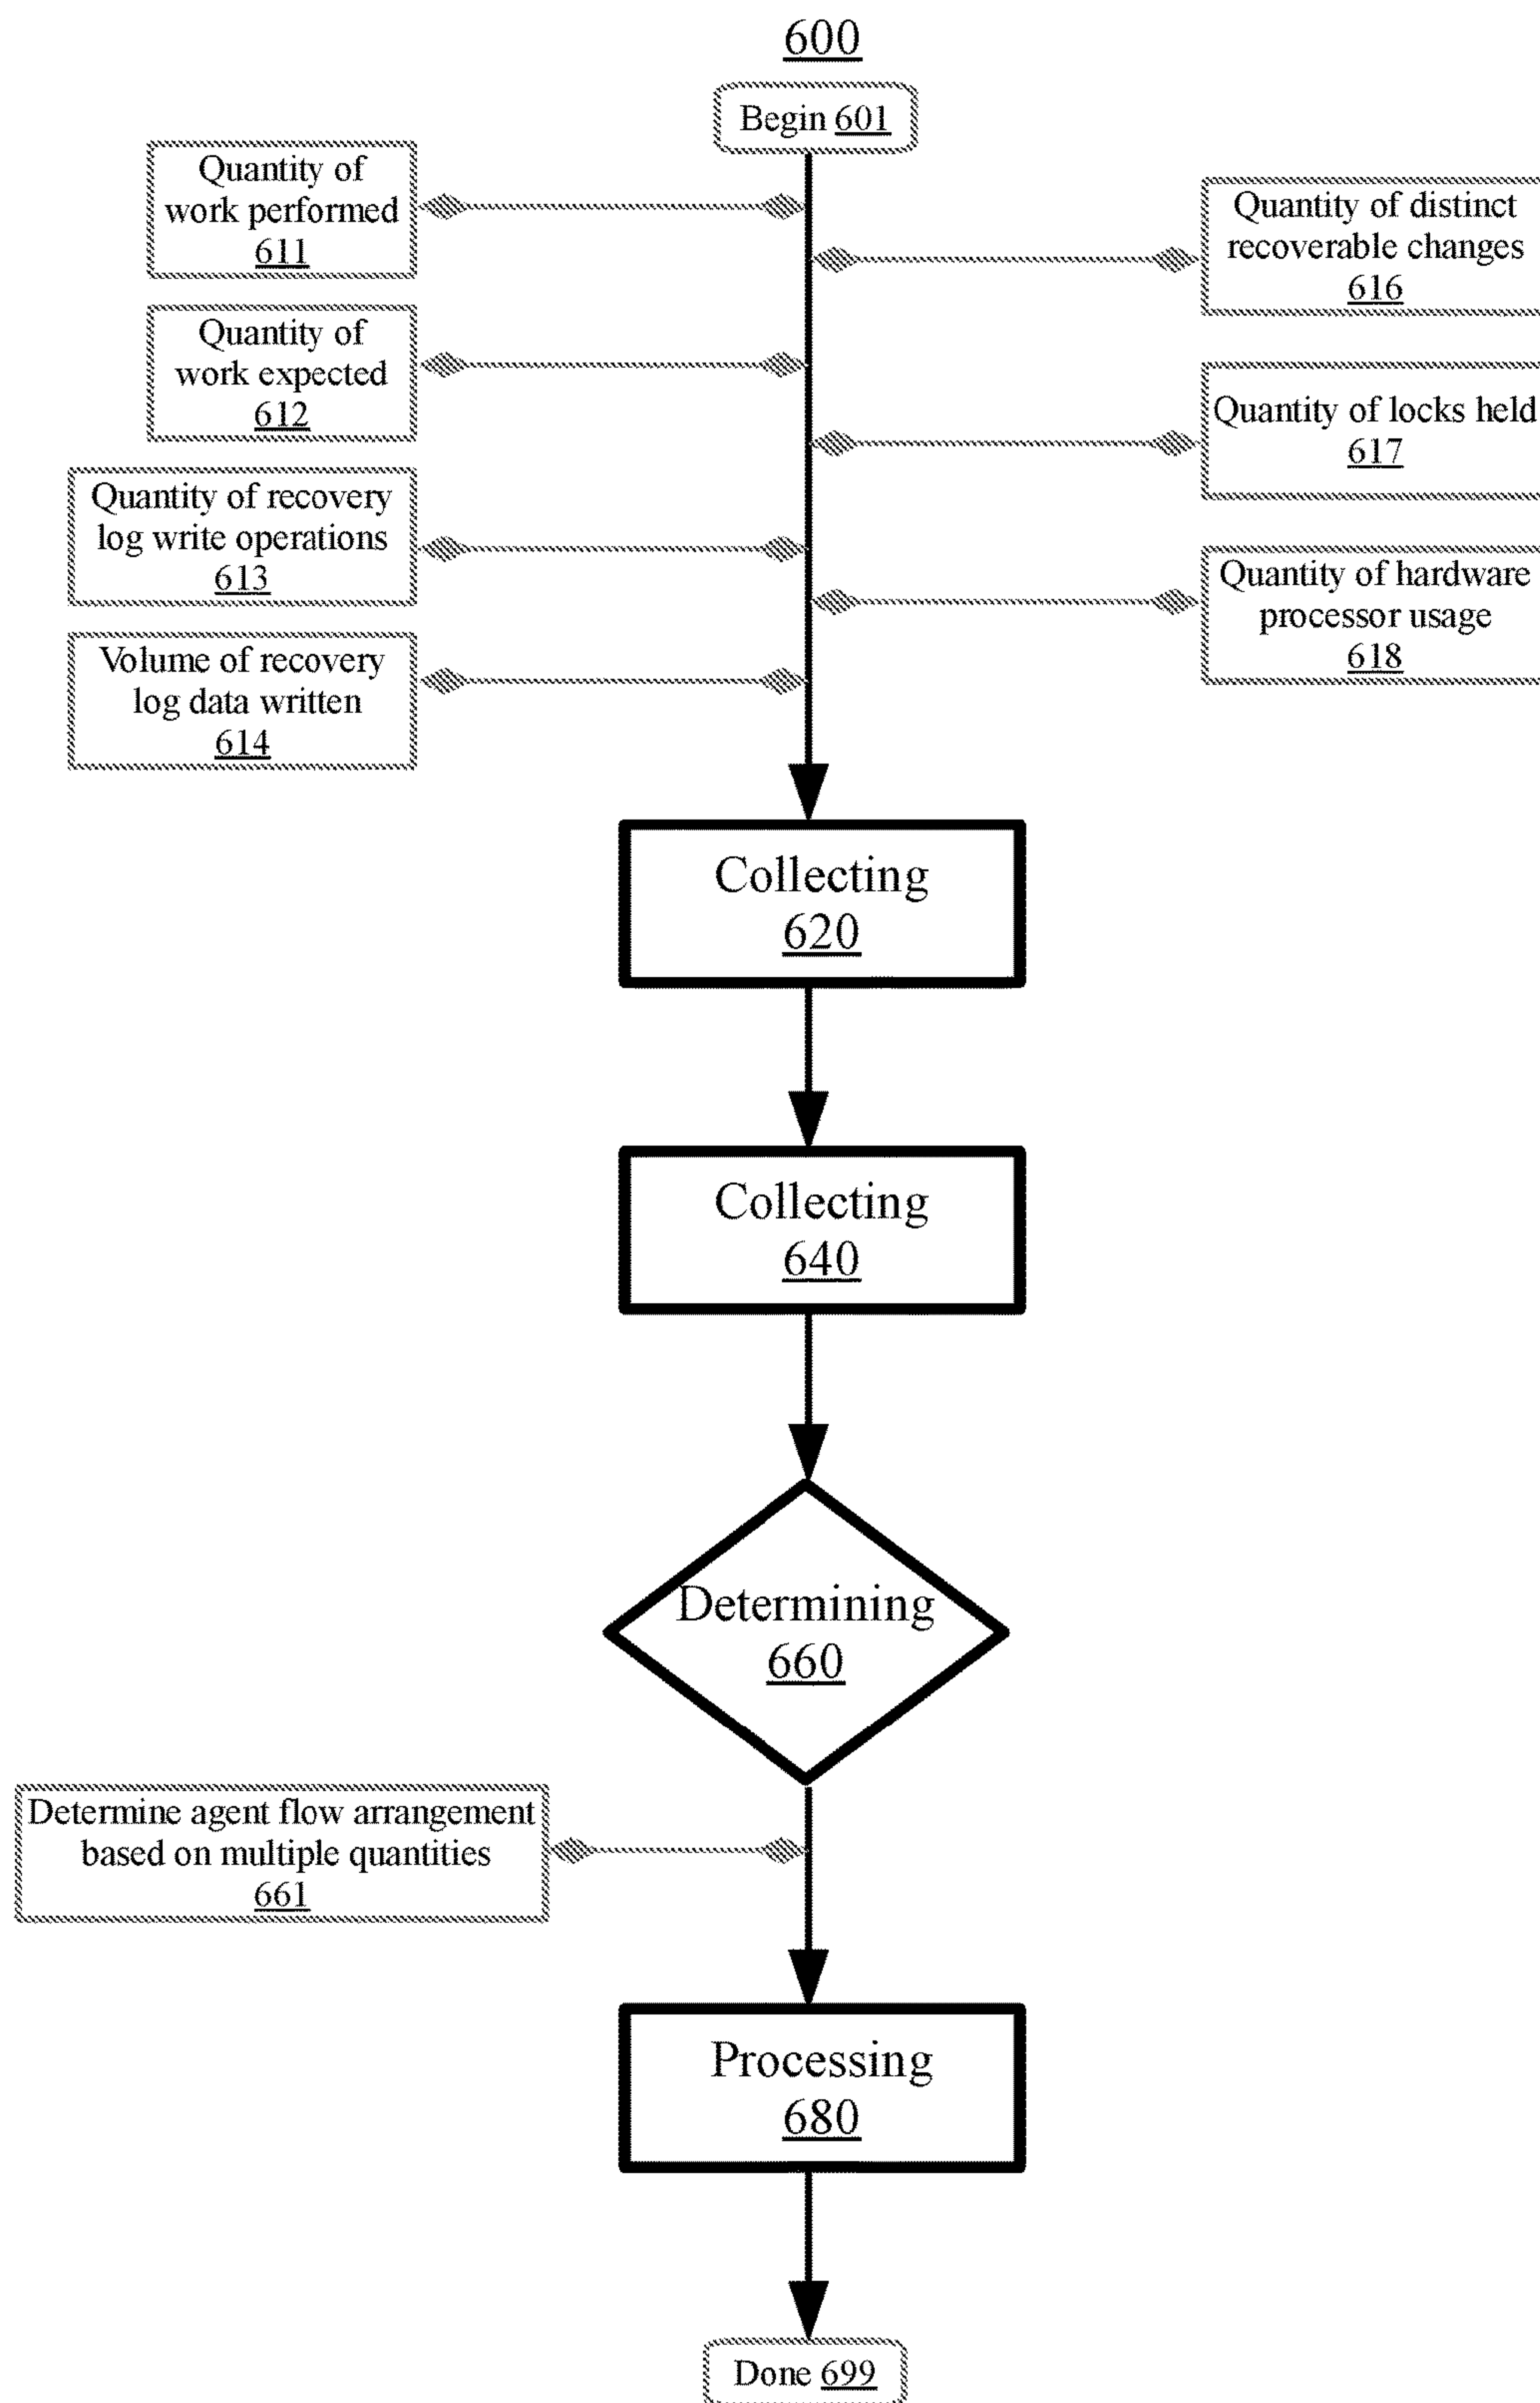 600
Begin 601
Quantity of
work performed
611
Quantity of distinct
recoverable changes
616
Quantity of
work expected
612
Quantity of locks held
617
Quantity of recovery
log write operations
613
Quantity of hardware
processor usage
618
Volume of recovery
log data written
614
Collecting
620
Collecting
640
Determining
660
Determine agent flow arrangement
based on multiple quantities
661
Processing
680
Done 699